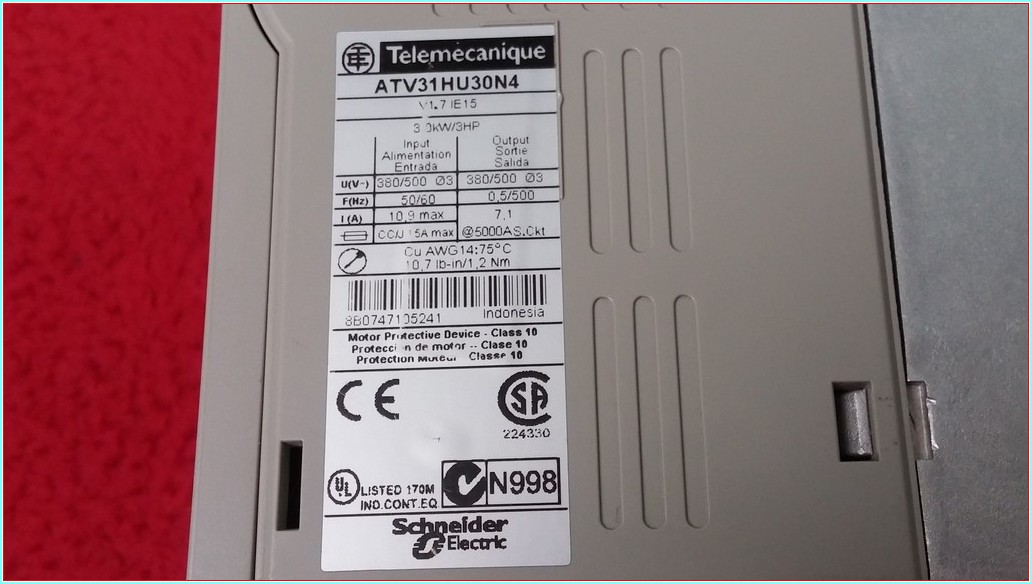 Telemecanique
ATV31HU30N4
V1.7 IE15
3.0kW/3HP
Input Output
Alimentation Sortie
Entrada Salida
U(V~) 380/500 Ø3 380/500 Ø3
F(Hz) 50/60 0,5/500
I (A) 10,9 max 7,1
CC/J 15A max @5000AS.Ckt
Cu AWG14:75°C
10,7 lb-in/1,2 Nm
8B0747105241 Indonesia
Motor Protective Device - Class 10
Protección de motor -- Clase 10
Protection Moteur Classe 10
CE
SA
224330
UL LISTED 170M
IND.CONT.EQ
N998
Schneider
Electric